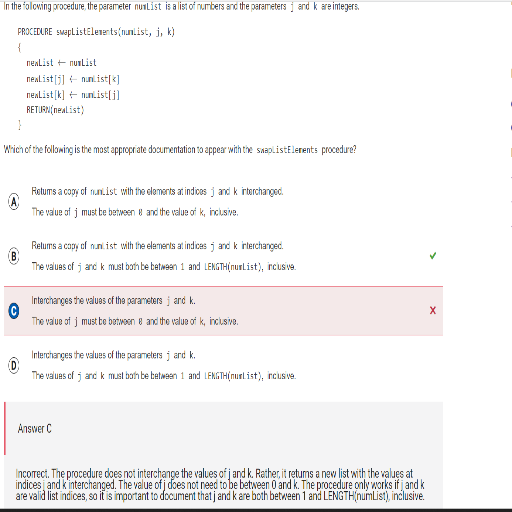 In the following procedure, the parameter numList is a list of numbers and the parameters j and k are integers.
PROCEDURE swapListElements(numList, j, k)
{
newList ← numList
newList[j] ← numList[k]
newList[k] ← numList[j]
RETURN(newList)
}
Which of the following is the most appropriate documentation to appear with the swapListElements procedure?
A
Returns a copy of numList with the elements at indices j and k interchanged.
The value of j must be between 0 and the value of k, inclusive.
B
Returns a copy of numList with the elements at indices j and k interchanged.
The values of j and k must both be between 1 and LENGTH(numList), inclusive.
C
Interchanges the values of the parameters j and k.
The value of j must be between 0 and the value of k, inclusive.
D
Interchanges the values of the parameters j and k.
The values of j and k must both be between 1 and LENGTH(numList), inclusive.
Answer C
Incorrect. The procedure does not interchange the values of j and k. Rather, it returns a new list with the values at
indices j and k interchanged. The value of j does not need to be between 0 and k. The procedure only works if j and k
are valid list indices, so it is important to document that j and k are both between 1 and LENGTH(numList), inclusive.